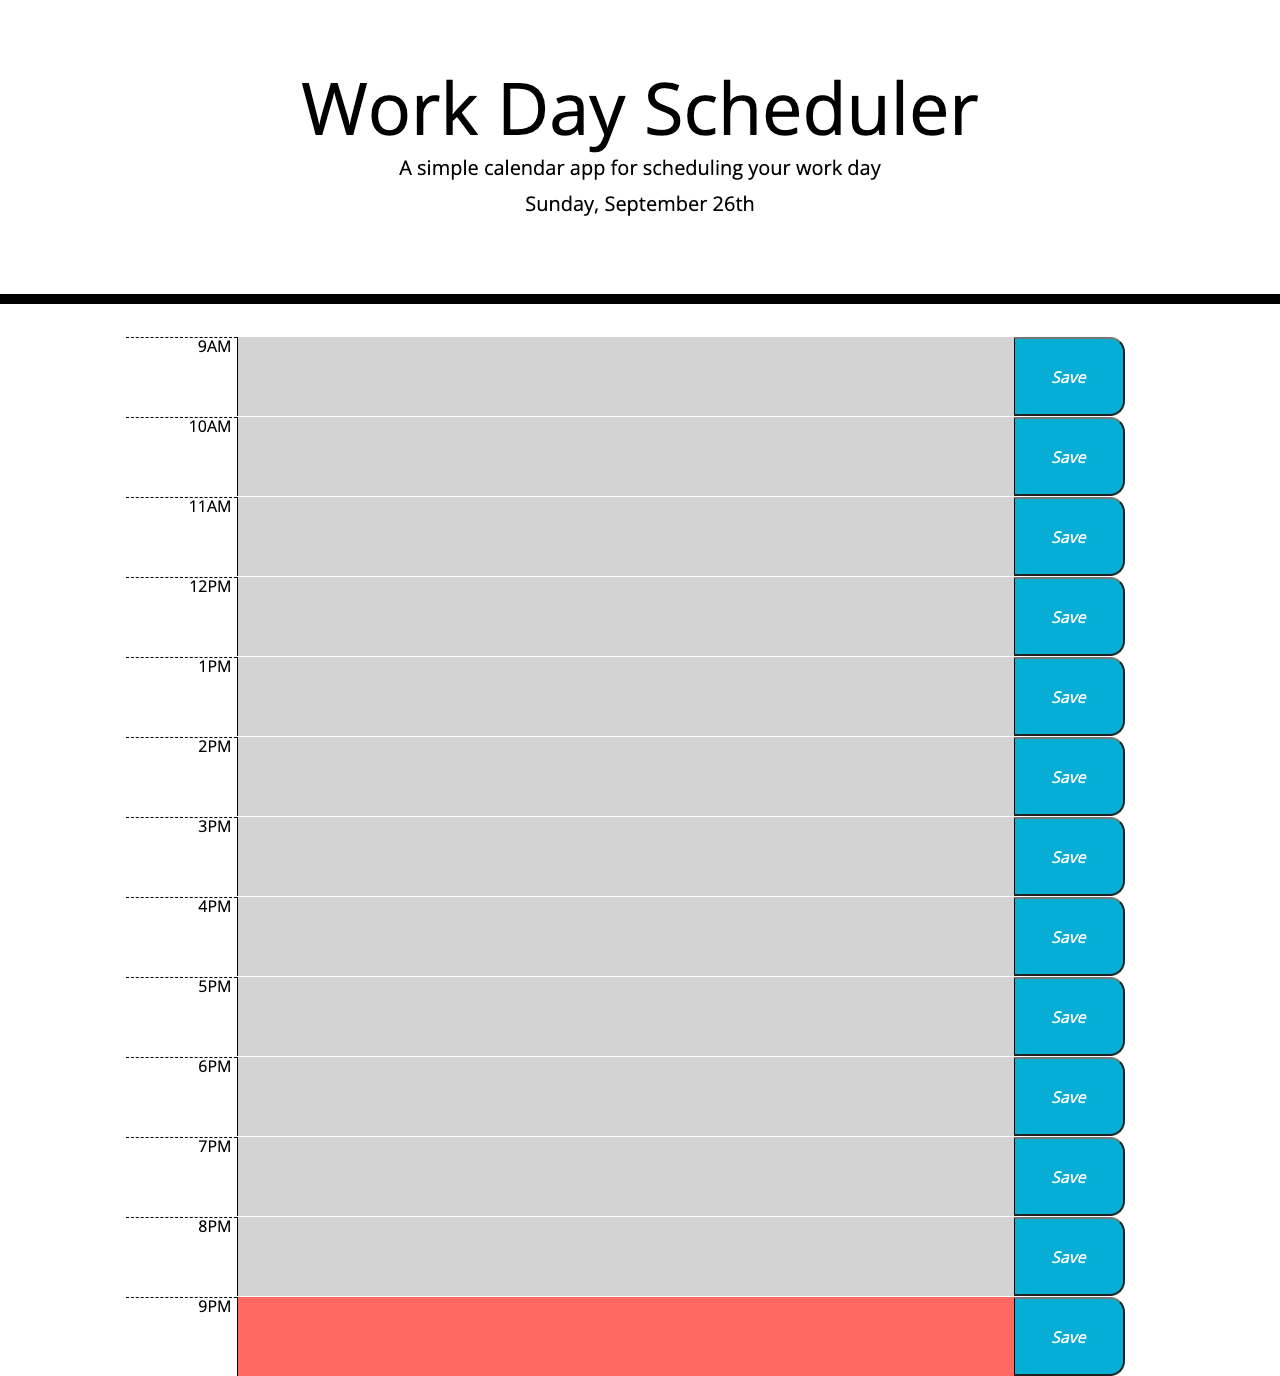 Work Day Scheduler
A simple calendar app for scheduling your work day
Sunday, September 26th
9AM Save
10AM Save
11AM Save
12PM Save
1PM Save
2PM Save
3PM Save
4PM Save
5PM Save
6PM Save
7PM Save
8PM Save
9PM Save